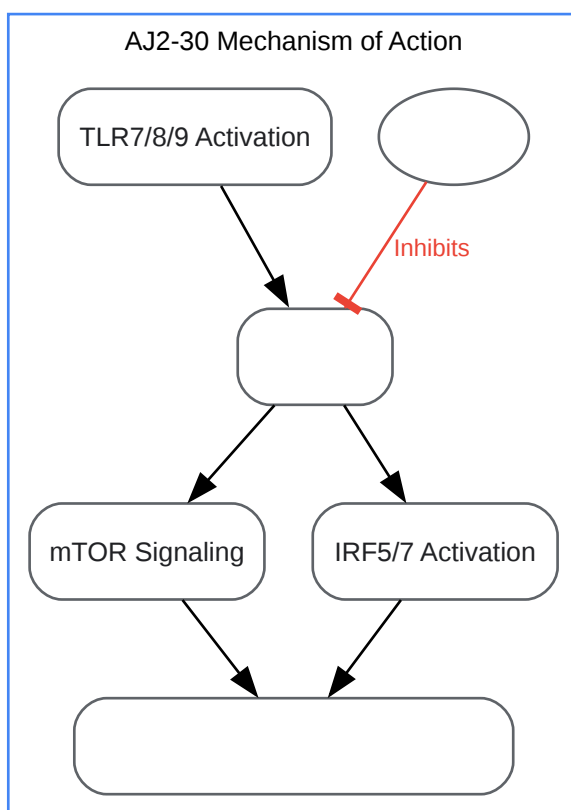 AJ2-30 Mechanism of Action
TLR7/8/9 Activation
Inhibits
mTOR Signaling
IRF5/7 Activation